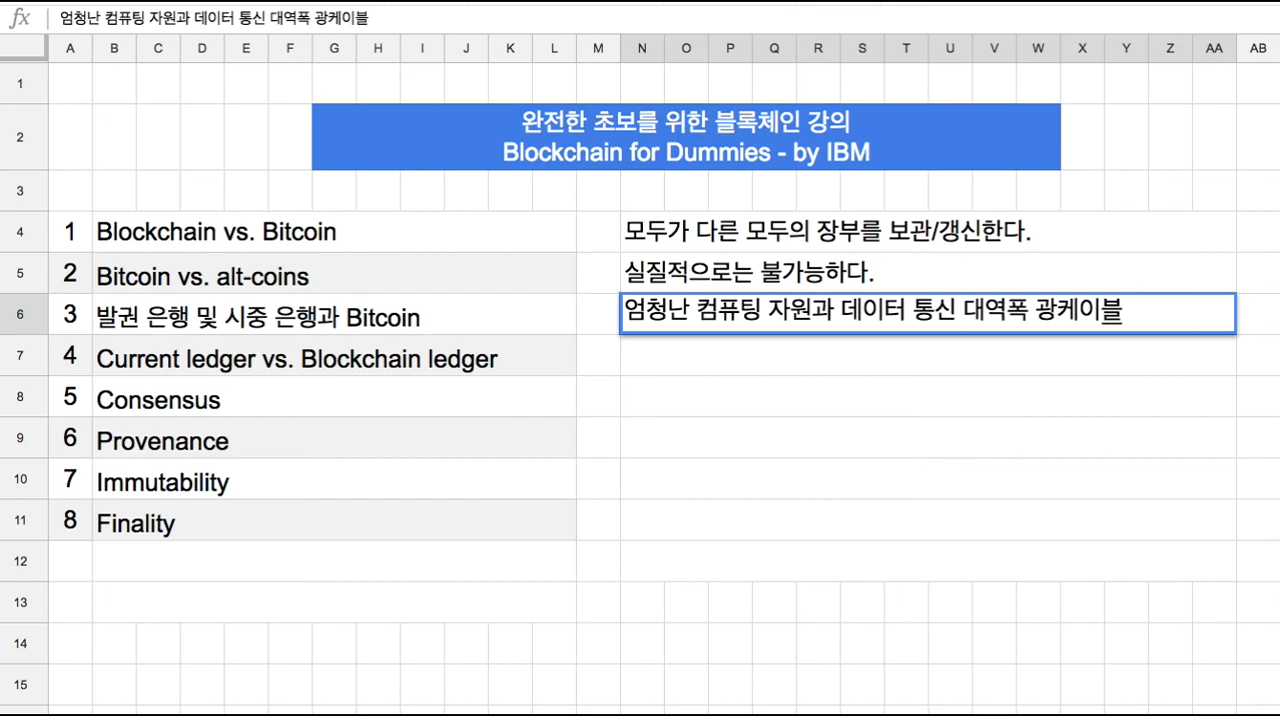 fx 엄청난 컴퓨팅 자원과 데이터 통신 대역폭 광케이블
A B C D E F G H I J K L M N O P Q R S T U V W X Y Z AA AB
1
2
완전한 초보를 위한 블록체인 강의
Blockchain for Dummies - by IBM
3
4 1 Blockchain vs. Bitcoin 모두가 다른 모두의 장부를 보관/갱신한다.
5 2 Bitcoin vs. alt-coins 실질적으로는 불가능하다.
6 3 발권 은행 및 시중 은행과 Bitcoin 엄청난 컴퓨팅 자원과 데이터 통신 대역폭 광케이블
7 4 Current ledger vs. Blockchain ledger
8 5 Consensus
9 6 Provenance
10 7 Immutability
11 8 Finality
12
13
14
15